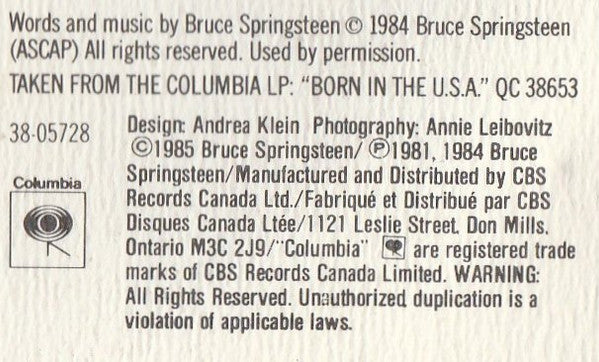 Words and music by Bruce Springsteen © 1984 Bruce Springsteen
(ASCAP) All rights reserved. Used by permission.
TAKEN FROM THE COLUMBIA LP: "BORN IN THE U.S.A." QC 38653
38-05728
Columbia
Design: Andrea Klein Photography: Annie Leibovitz
©1985 Bruce Springsteen/ ℗1981, 1984 Bruce
Springsteen/Manufactured and Distributed by CBS
Records Canada Ltd./Fabriqué et Distribué par CBS
Disques Canada Ltée/1121 Leslie Street. Don Mills.
Ontario M3C 2J9/"Columbia" are registered trade
marks of CBS Records Canada Limited. WARNING:
All Rights Reserved. Unauthorized duplication is a
violation of applicable laws.